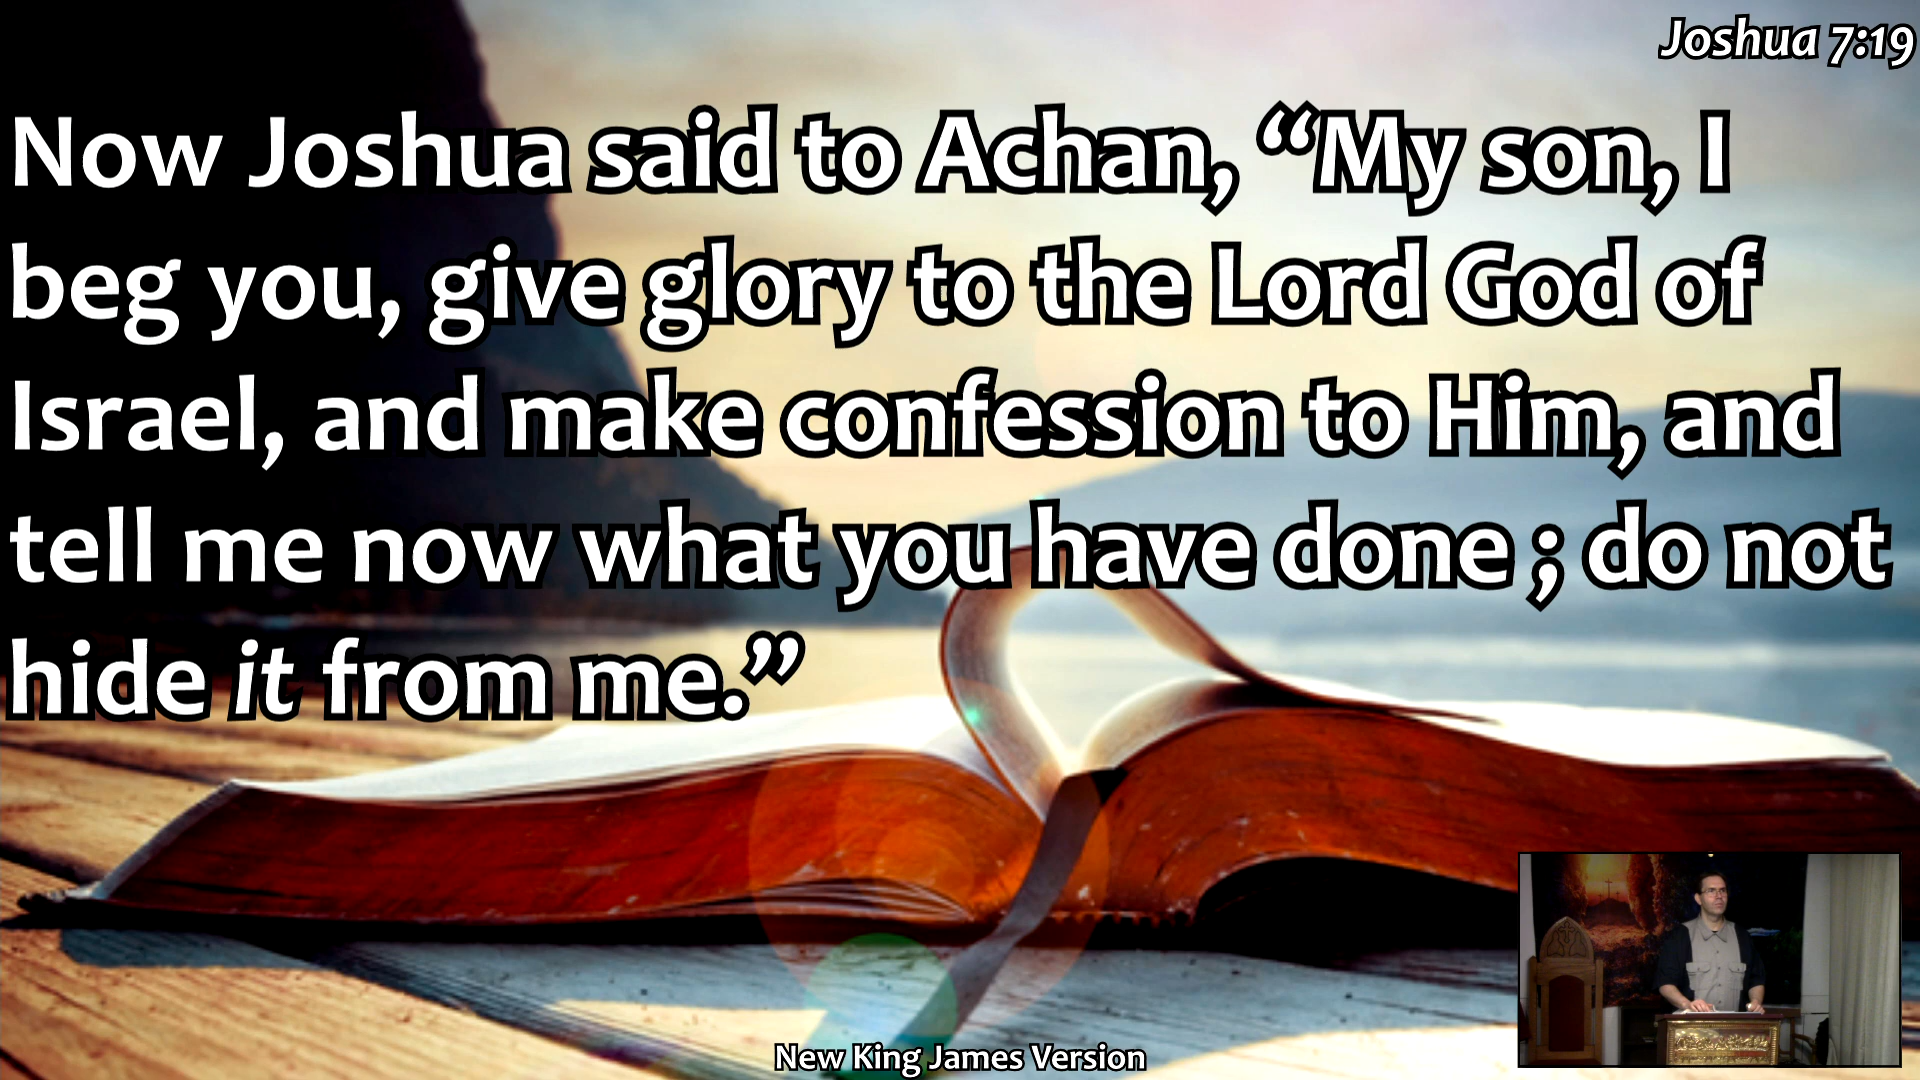 Joshua 7:19
Now Joshua said to Achan, “My son, I
beg you, give glory to the Lord God of
Israel, and make confession to Him, and
tell me now what you have done ; do not
hide it from me.”
New King James Version